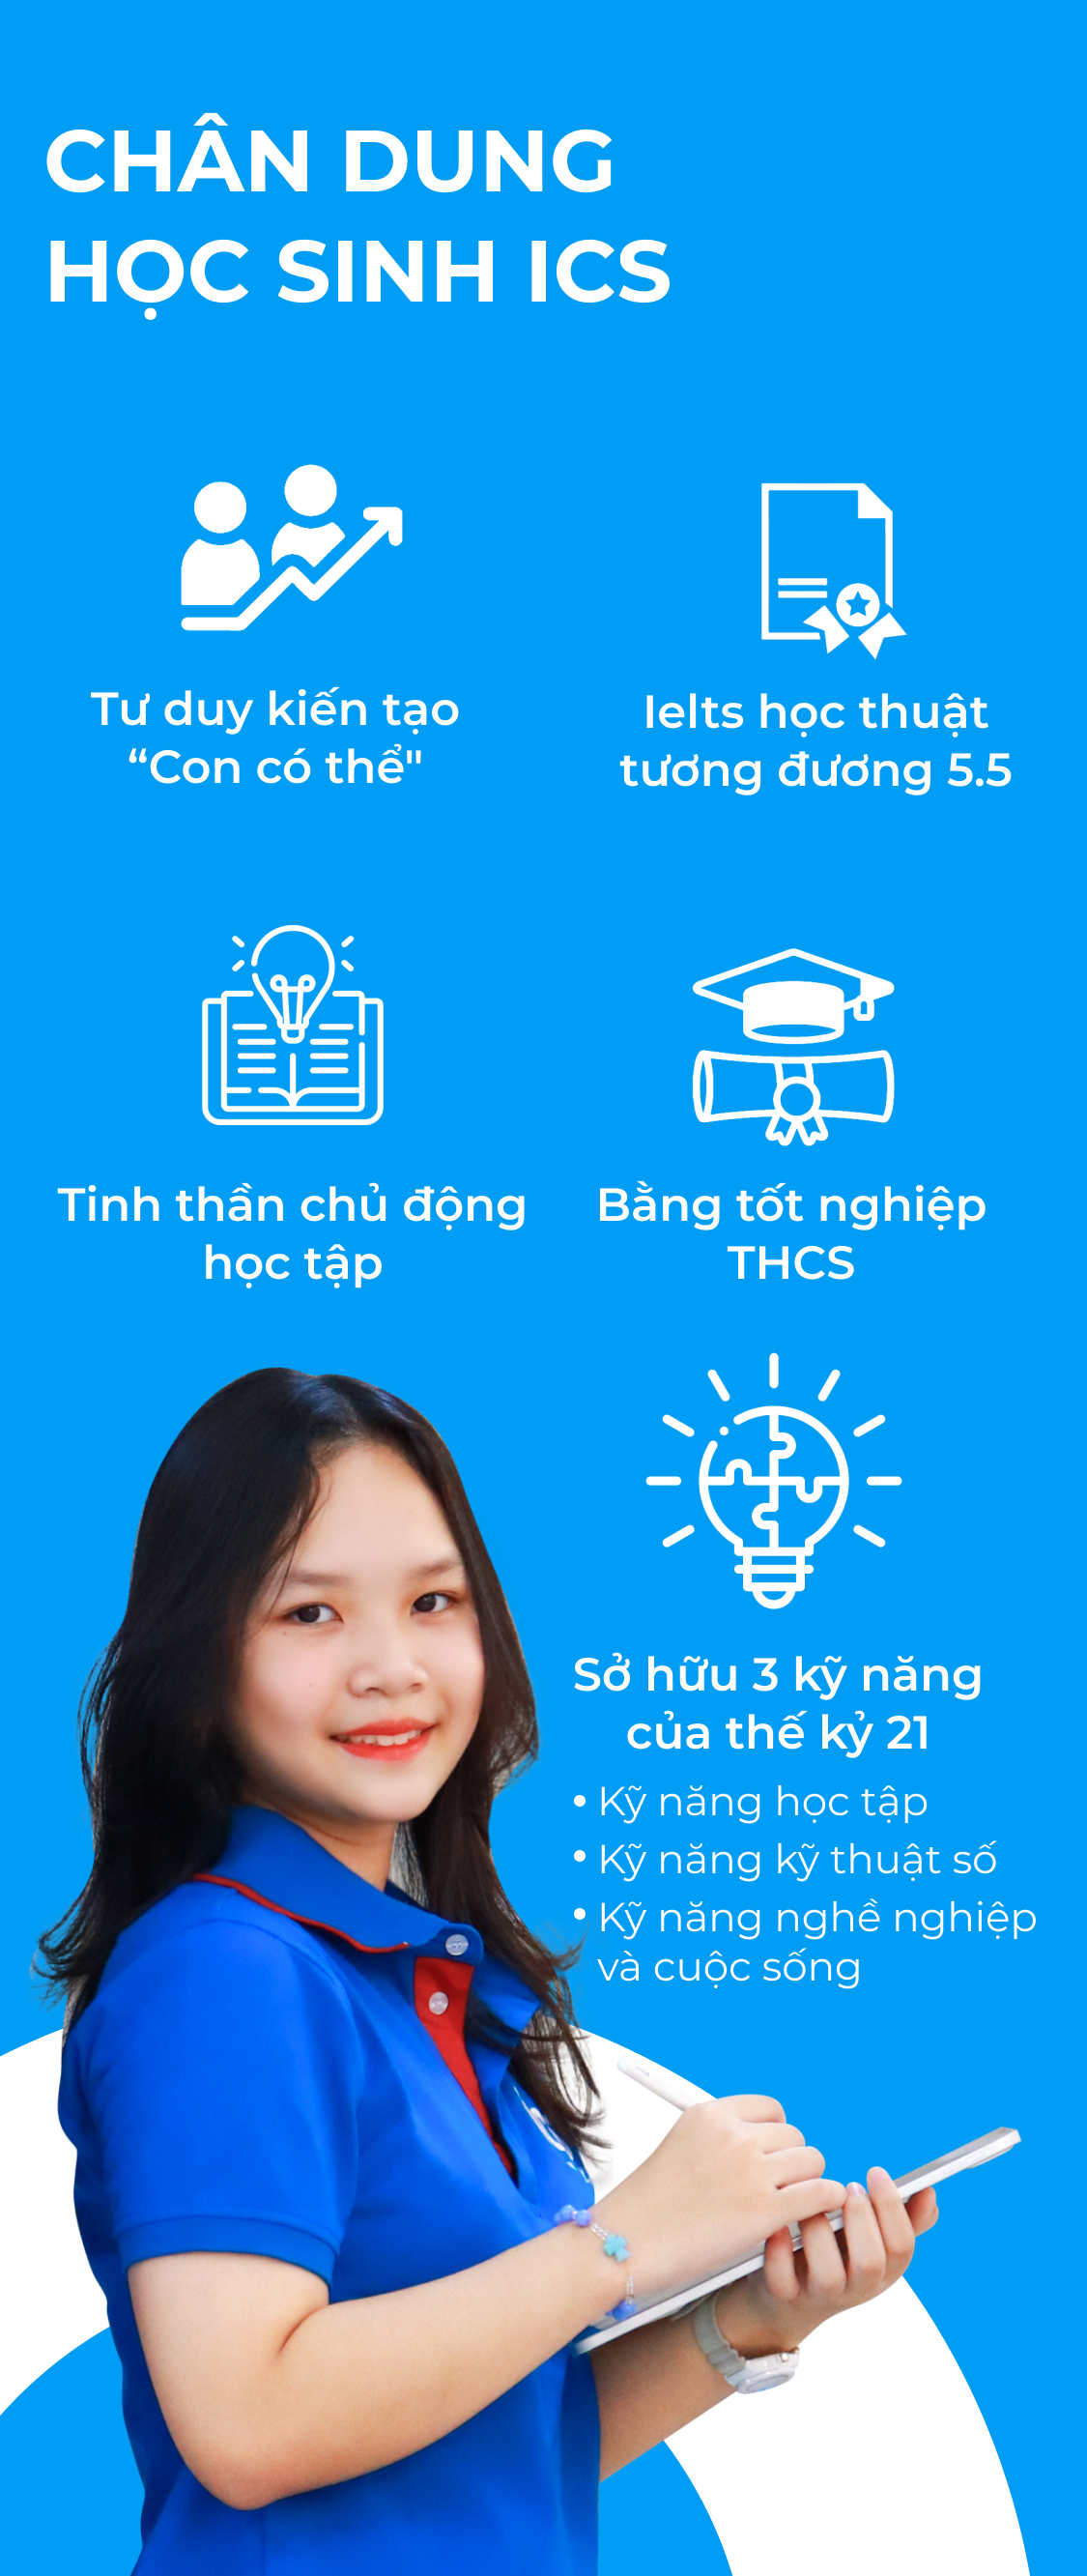 CHÂN DUNG
HỌC SINH ICS
Tư duy kiến tạo
“Con có thể"
Ielts học thuật
tương đương 5.5
Tinh thần chủ động
học tập
Bằng tốt nghiệp
THCS
Sở hữu 3 kỹ năng
của thế kỷ 21
• Kỹ năng học tập
• Kỹ năng kỹ thuật số
• Kỹ năng nghề nghiệp
và cuộc sống